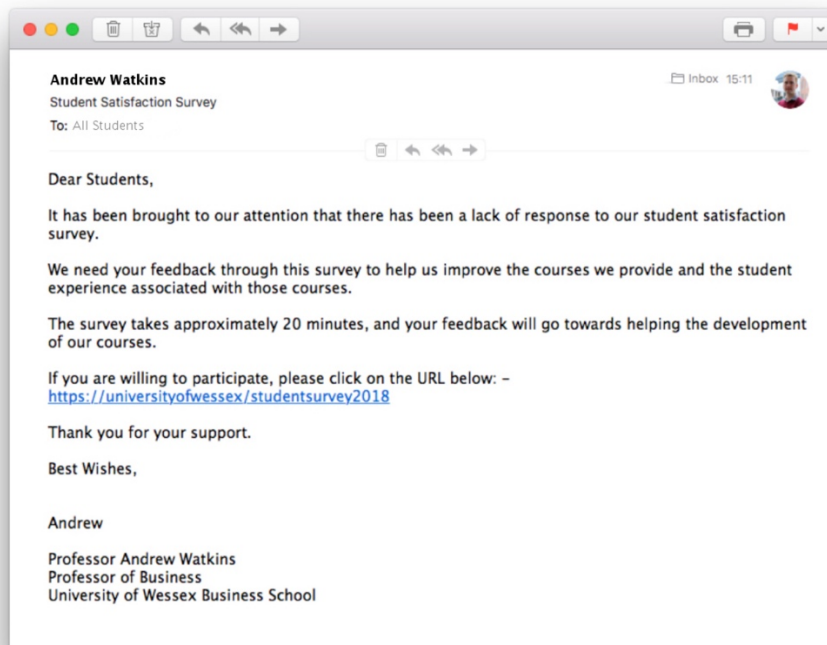 Andrew Watkins
Inbox 15:11
Student Satisfaction Survey
To: All Students
Dear Students,
It has been brought to our attention that there has been a lack of response to our student satisfaction
survey.
We need your feedback through this survey to help us improve the courses we provide and the student
experience associated with those courses.
The survey takes approximately 20 minutes, and your feedback will go towards helping the development
of our courses.
If you are willing to participate, please click on the URL below: –
https://universityofwessex/studentsurvey2018
Thank you for your support.
Best Wishes,
Andrew
Professor Andrew Watkins
Professor of Business
University of Wessex Business School